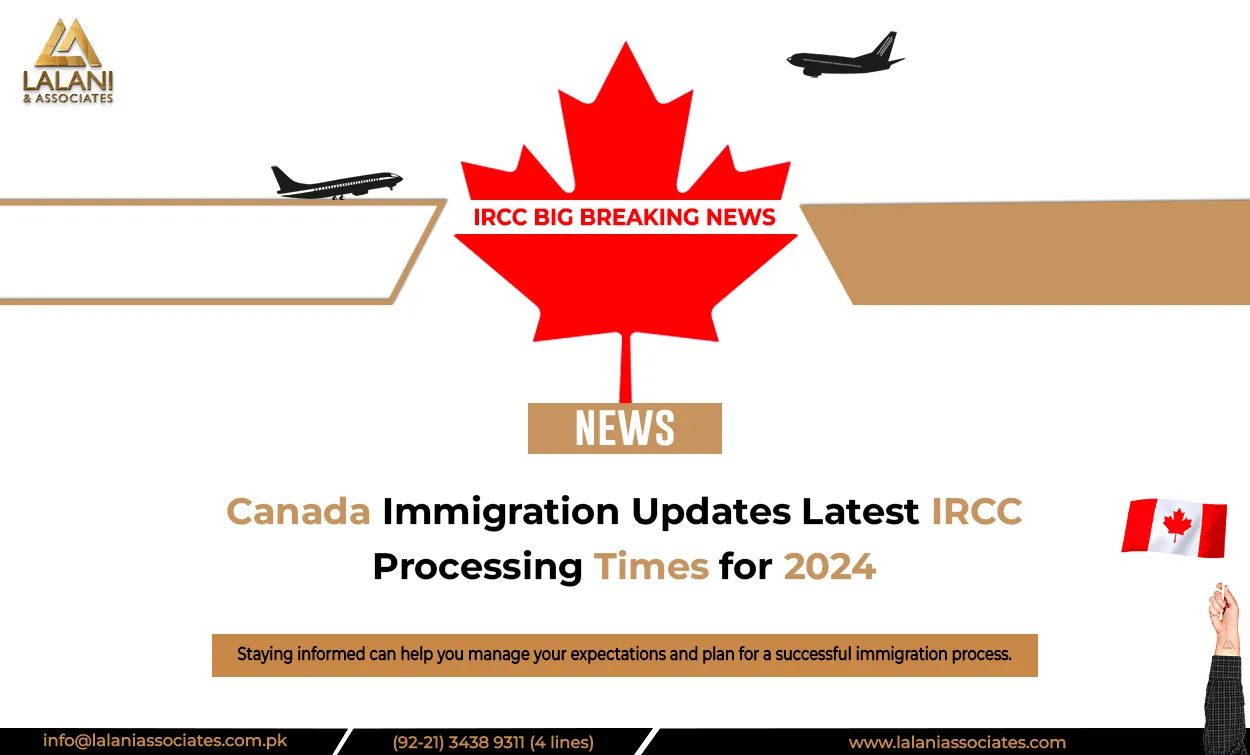 LALANI
& ASSOCIATES
IRCC BIG BREAKING NEWS
NEWS
Canada Immigration Updates Latest IRCC
Processing Times for 2024
Staying informed can help you manage your expectations and plan for a successful immigration process.
info@lalaniassociates.com.pk
(92-21) 3438 9311 (4 lines)
www.lalaniassociates.com